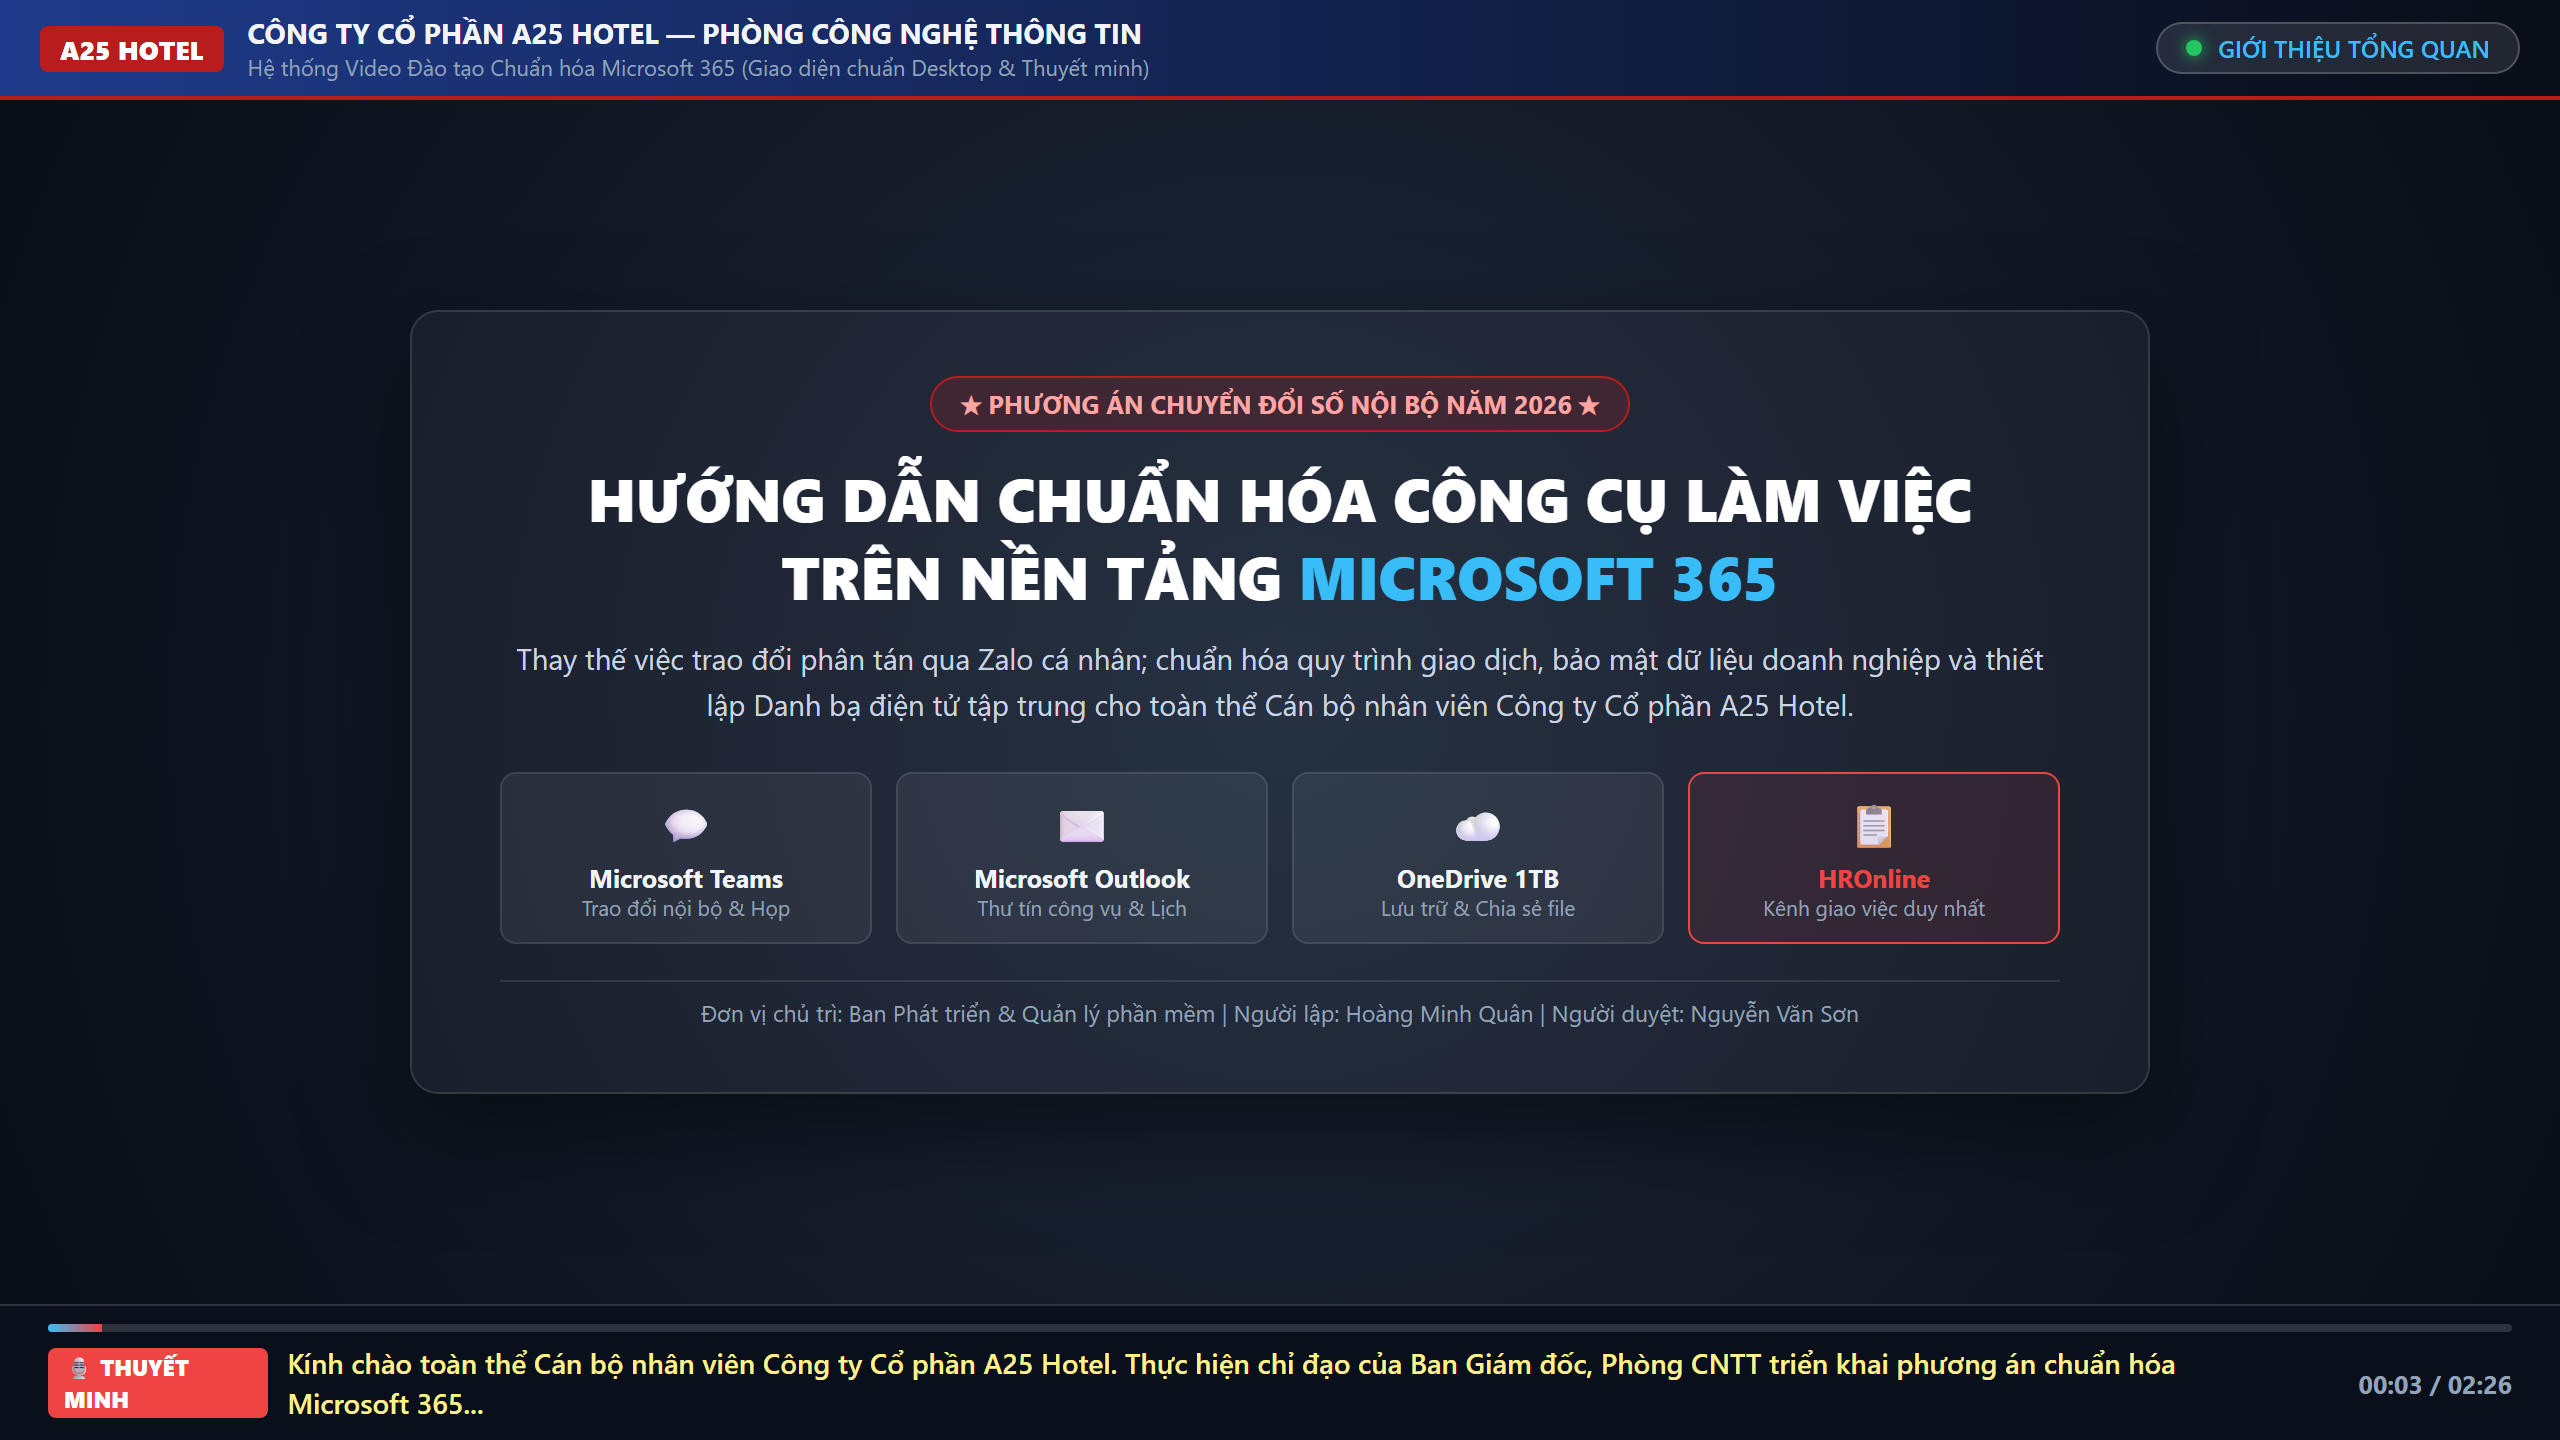 A25 HOTEL
CÔNG TY CỔ PHẦN A25 HOTEL — PHÒNG CÔNG NGHỆ THÔNG TIN
Hệ thống Video Đào tạo Chuẩn hóa Microsoft 365 (Giao diện chuẩn Desktop & Thuyết minh)
GIỚI THIỆU TỔNG QUAN
★ PHƯƠNG ÁN CHUYỂN ĐỔI SỐ NỘI BỘ NĂM 2026 ★
HƯỚNG DẪN CHUẨN HÓA CÔNG CỤ LÀM VIỆC
TRÊN NỀN TẢNG MICROSOFT 365
Thay thế việc trao đổi phân tán qua Zalo cá nhân; chuẩn hóa quy trình giao dịch, bảo mật dữ liệu doanh nghiệp và thiết
lập Danh bạ điện tử tập trung cho toàn thể Cán bộ nhân viên Công ty Cổ phần A25 Hotel.
Microsoft Teams
Trao đổi nội bộ & Họp
Microsoft Outlook
Thư tín công vụ & Lịch
OneDrive 1TB
Lưu trữ & Chia sẻ file
HROnline
Kênh giao việc duy nhất
Đơn vị chủ trì: Ban Phát triển & Quản lý phần mềm | Người lập: Hoàng Minh Quân | Người duyệt: Nguyễn Văn Sơn
THUYẾT
MINH
Kính chào toàn thể Cán bộ nhân viên Công ty Cổ phần A25 Hotel. Thực hiện chỉ đạo của Ban Giám đốc, Phòng CNTT triển khai phương án chuẩn hóa
Microsoft 365...
00:03 / 02:26